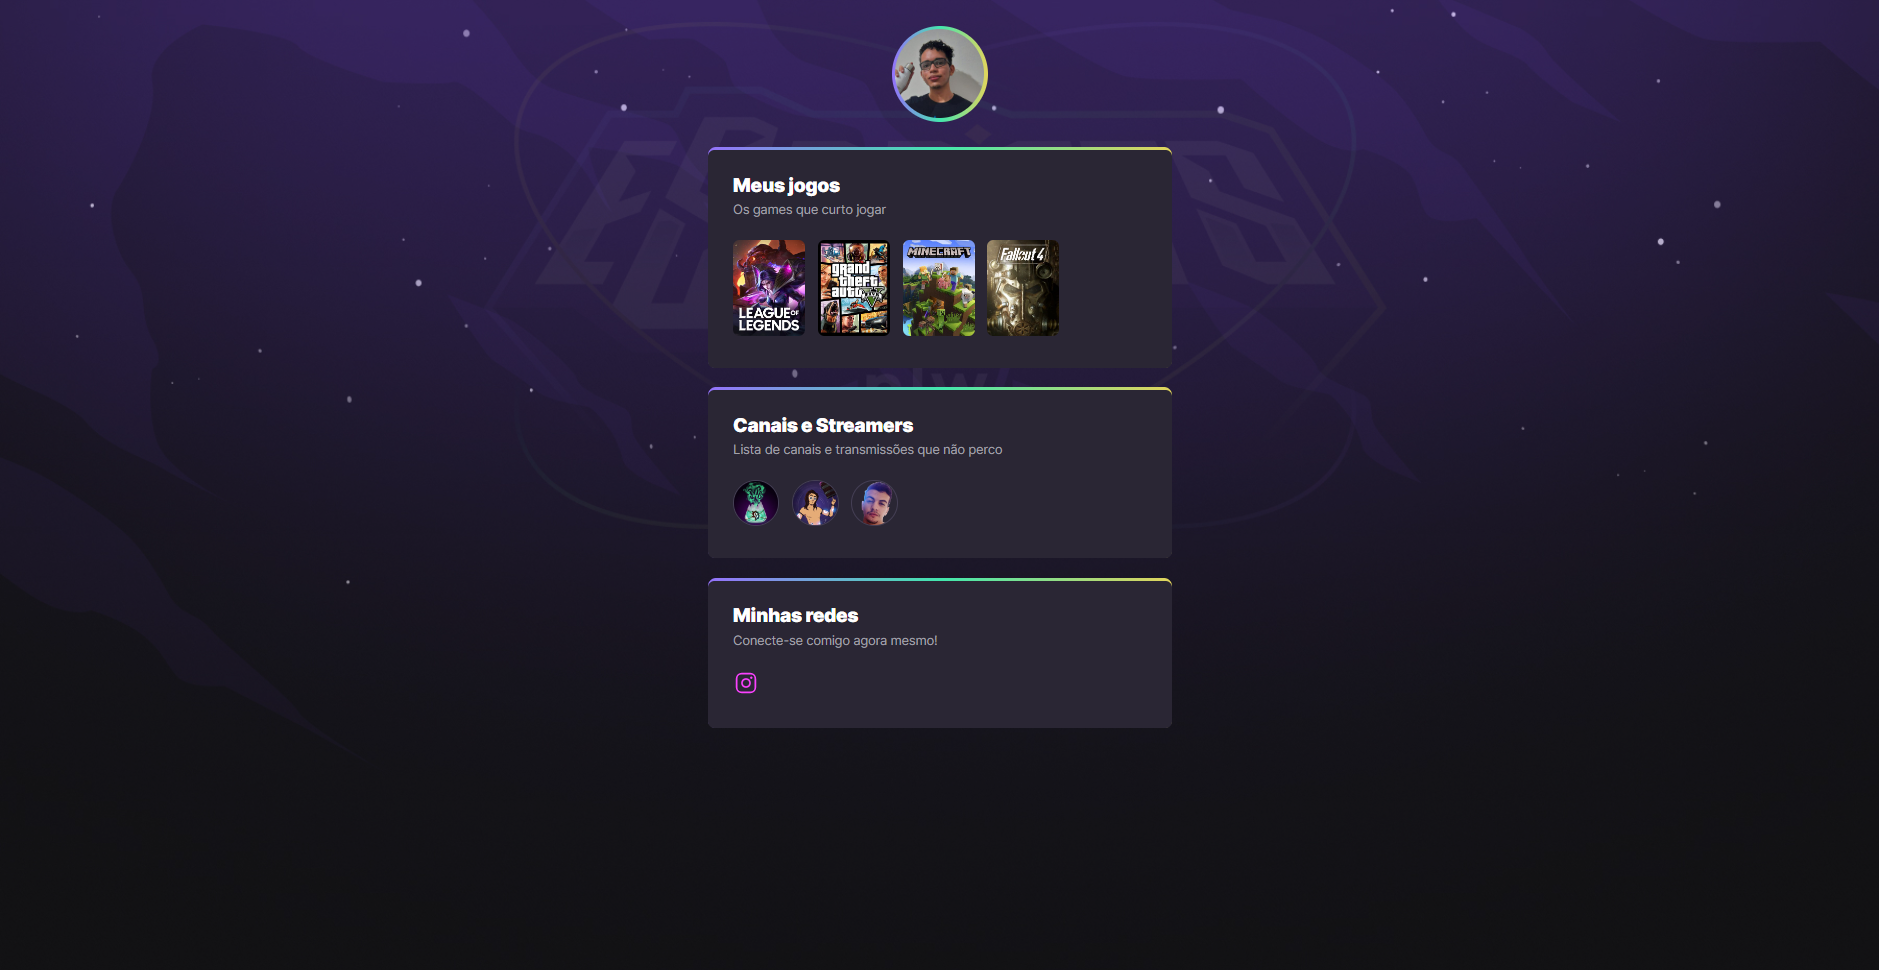 Meus jogos
Os games que curto jogar
LEAGUE OF
LEGENDS
grand
theft
auto V
MINECRAFT
Fallout 4
nlw/
Canais e Streamers
Lista de canais e transmissões que não perco
Minhas redes
Conecte-se comigo agora mesmo!